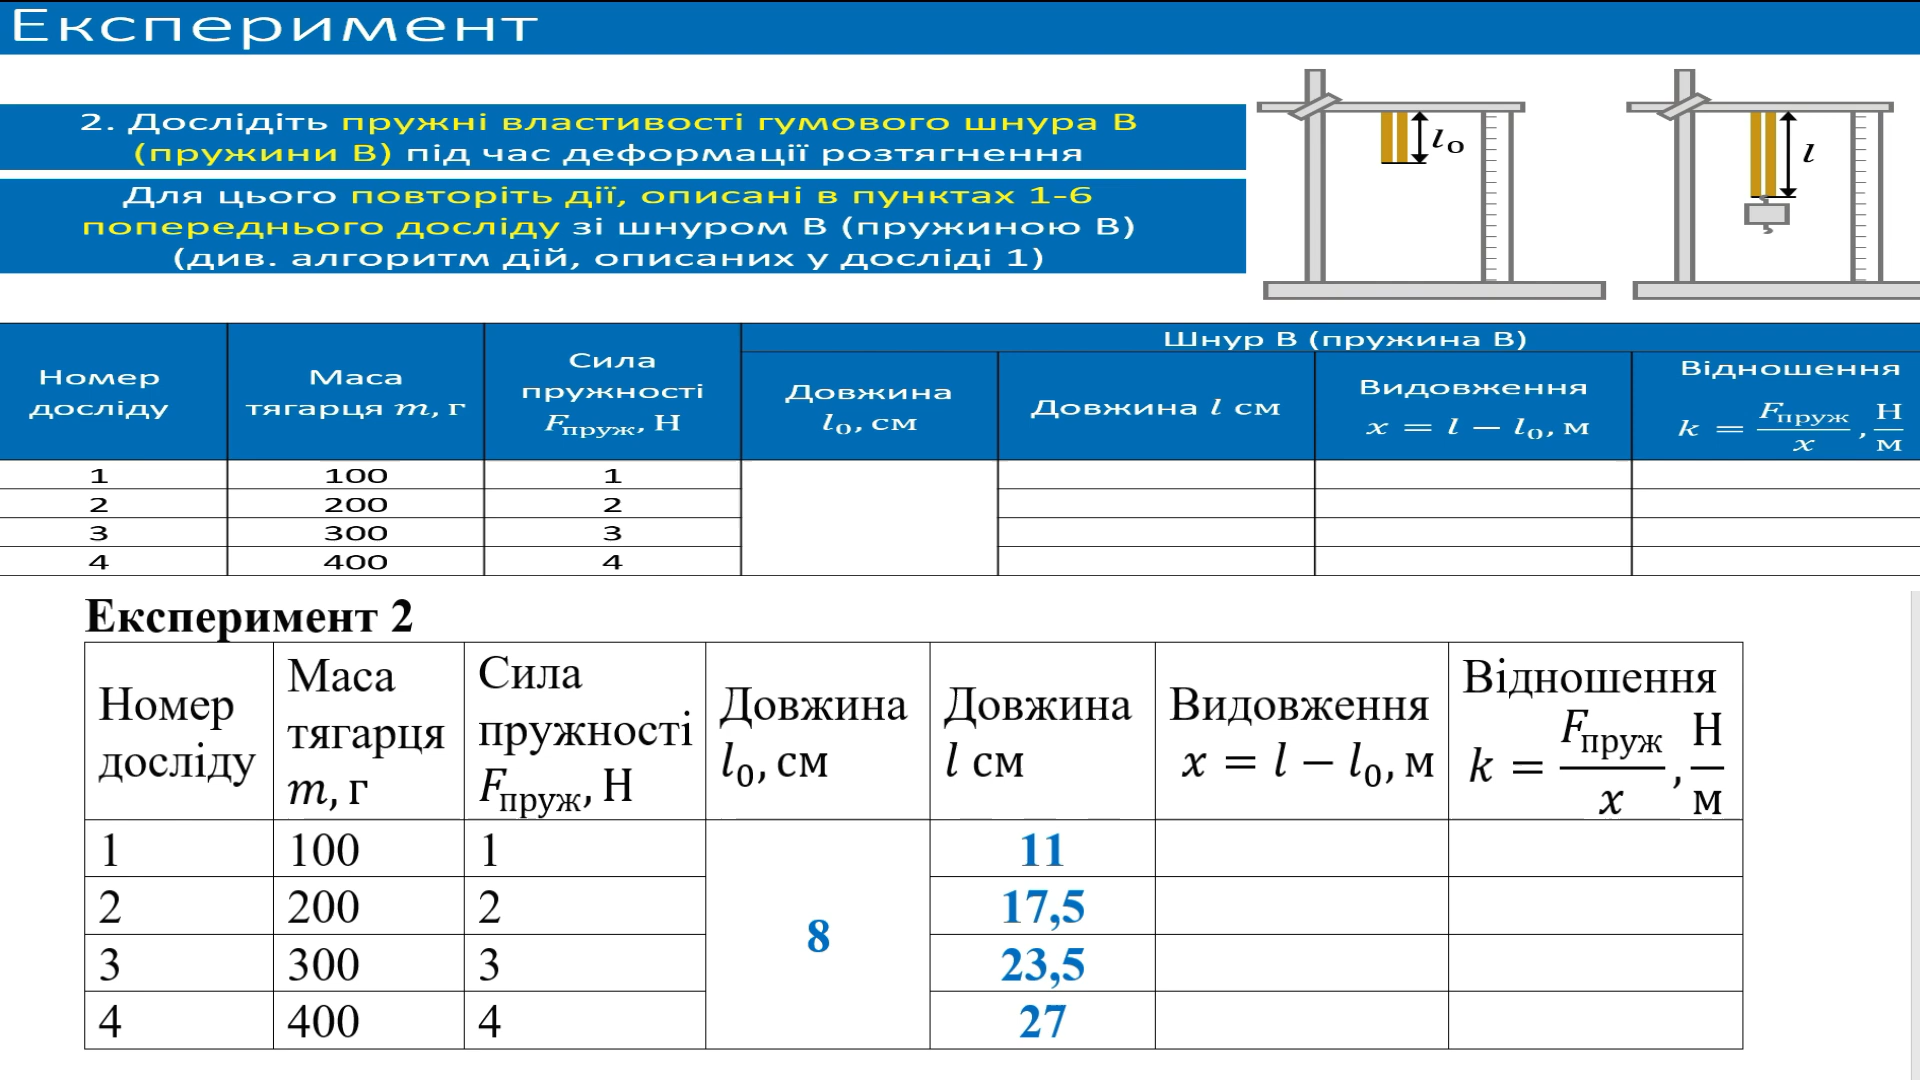 Експеримент
2. Дослідіть пружні властивості гумового шнура В
(пружини В) під час деформації розтягнення
Для цього повторіть дії, описані в пунктах 1-6
попереднього досліду зі шнуром В (пружиною В)
(див. алгоритм дій, описаних у досліді 1)
l₀
l
Шнур В (пружина В)
Номер досліду
Маса тягарця m, г
Сила пружності Fпруж, Н
Довжина l₀, см
Довжина l см
Видовження x = l − l₀, м
Відношення k = Fпруж/x, Н/м
1 100 1
2 200 2
3 300 3
4 400 4
Експеримент 2
Номер досліду
Маса тягарця m, г
Сила пружності Fпруж, Н
Довжина l₀, см
Довжина l см
Видовження x = l − l₀, м
Відношення k = Fпруж/x, Н/м
1 100 1 11
2 200 2 17,5
8
3 300 3 23,5
4 400 4 27